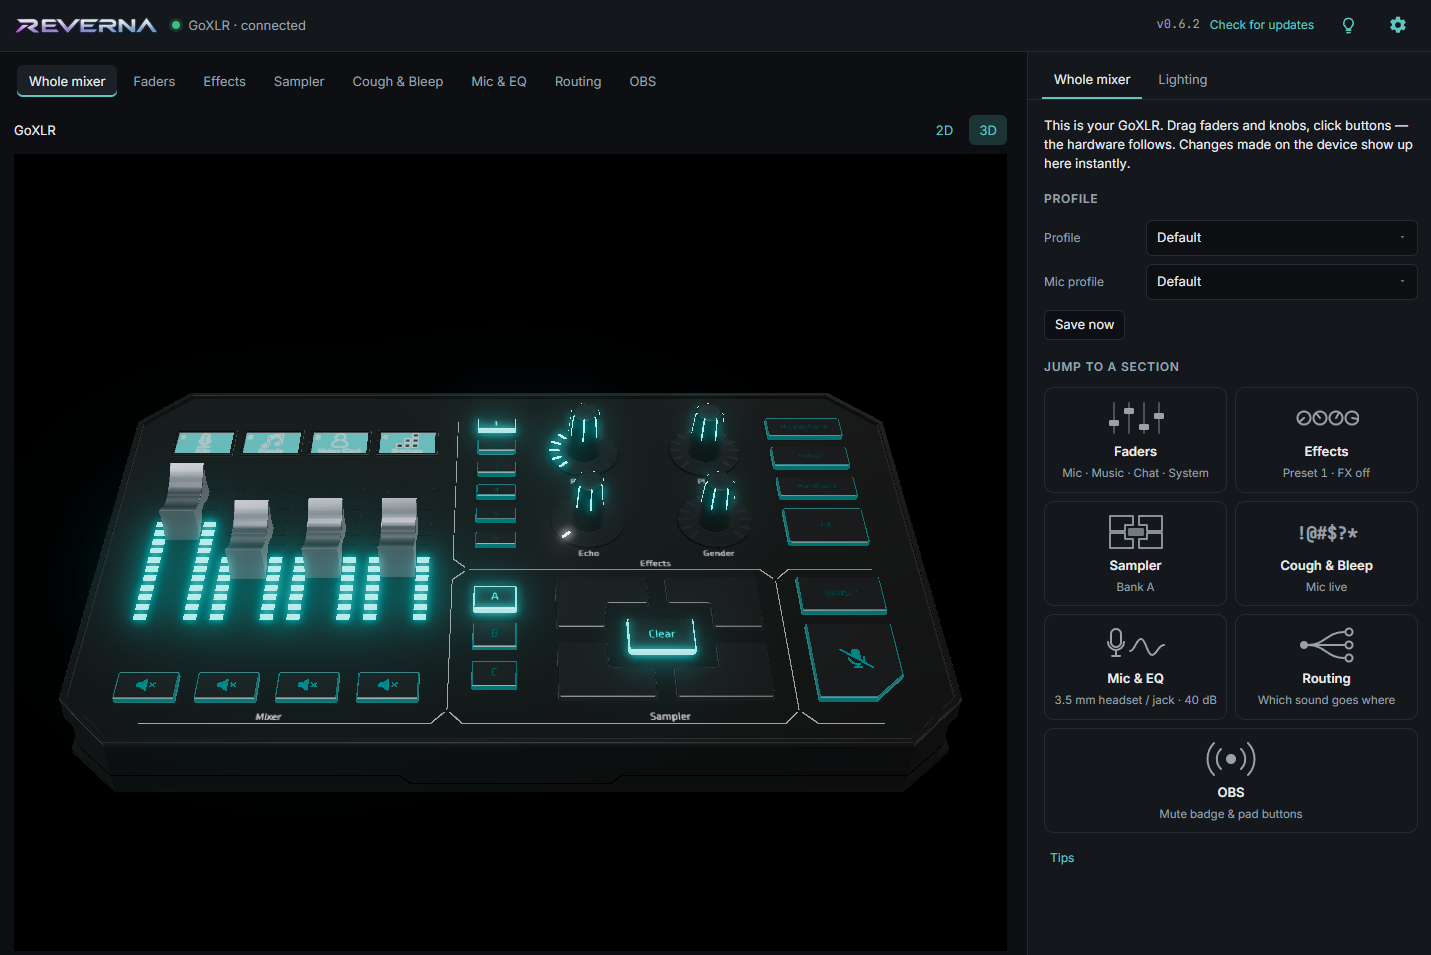 REVERNA
GoXLR · connected
v0.6.2
Check for updates
Whole mixer
Faders
Effects
Sampler
Cough & Bleep
Mic & EQ
Routing
OBS
GoXLR
2D
3D
Echo
Gender
Effects
A
B
C
Clear
Mixer
Sampler
Whole mixer
Lighting
This is your GoXLR. Drag faders and knobs, click buttons —
the hardware follows. Changes made on the device show up
here instantly.
PROFILE
Profile
Default
Mic profile
Default
Save now
JUMP TO A SECTION
Faders
Mic · Music · Chat · System
Effects
Preset 1 · FX off
Sampler
Bank A
!@#$?*
Cough & Bleep
Mic live
Mic & EQ
3.5 mm headset / jack · 40 dB
Routing
Which sound goes where
OBS
Mute badge & pad buttons
Tips